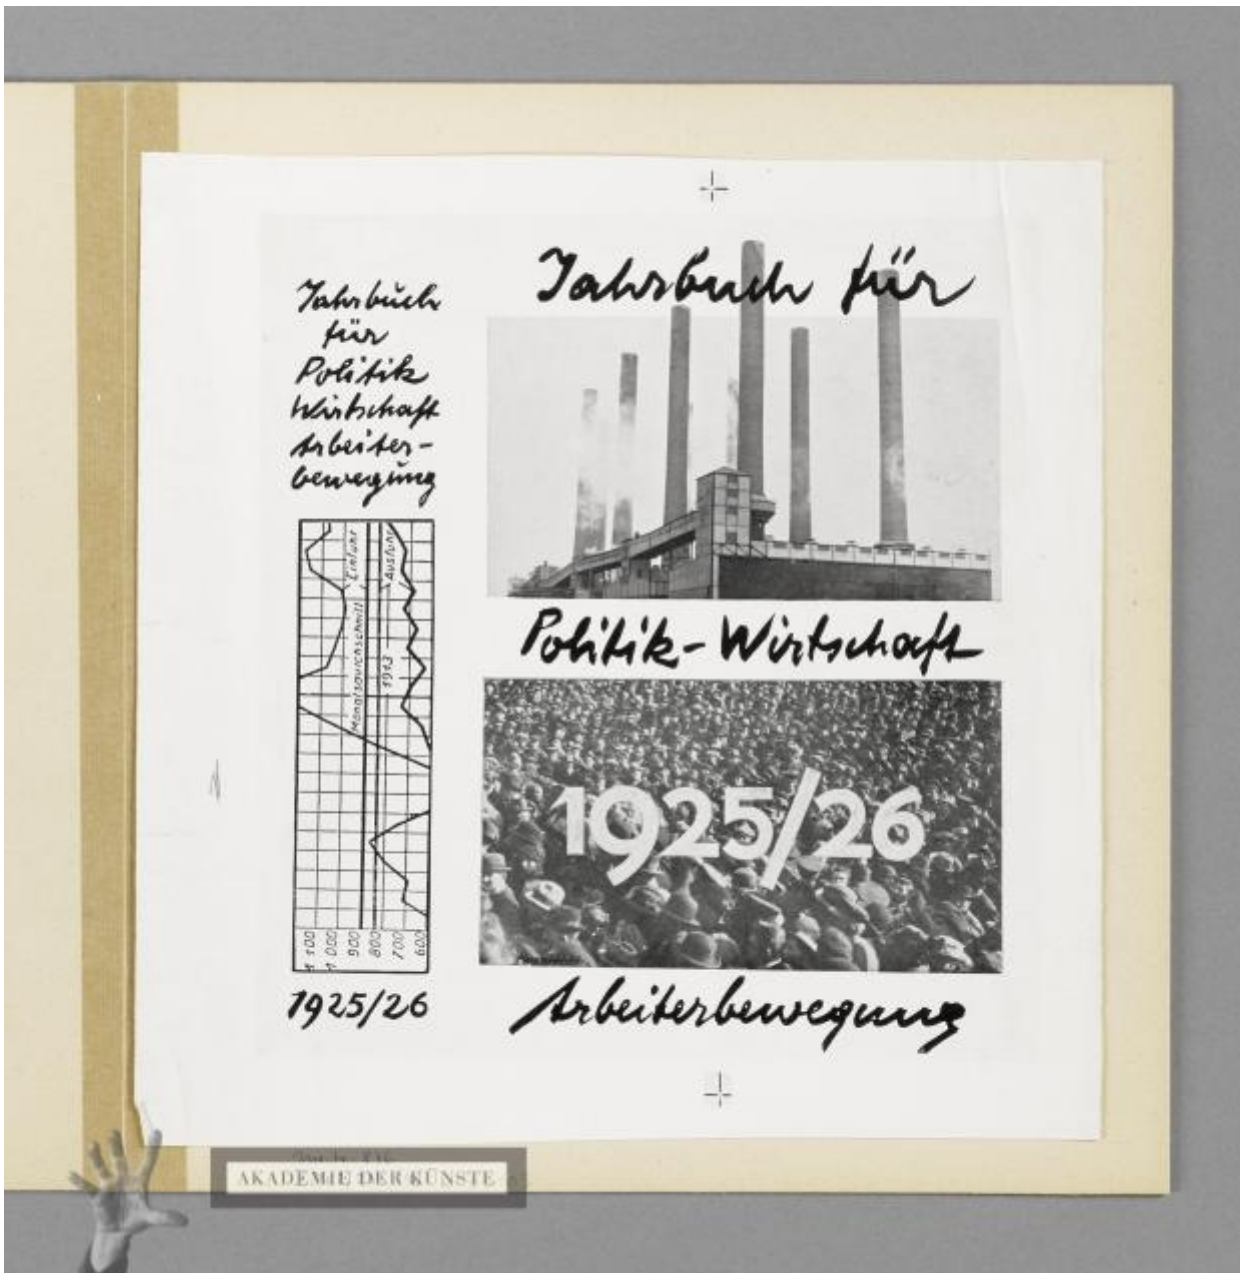 Jahrbuch
für
Politik
Wirtschaft
Arbeiter-
bewegung
Einfuhr
Ausfuhr
Monatsdurchschnitt
1913
1 100
1 000
900
800
700
600
1925/26
Jahrbuch für
Politik-Wirtschaft
1925/26
Arbeiterbewegung
AKADEMIE DER KÜNSTE